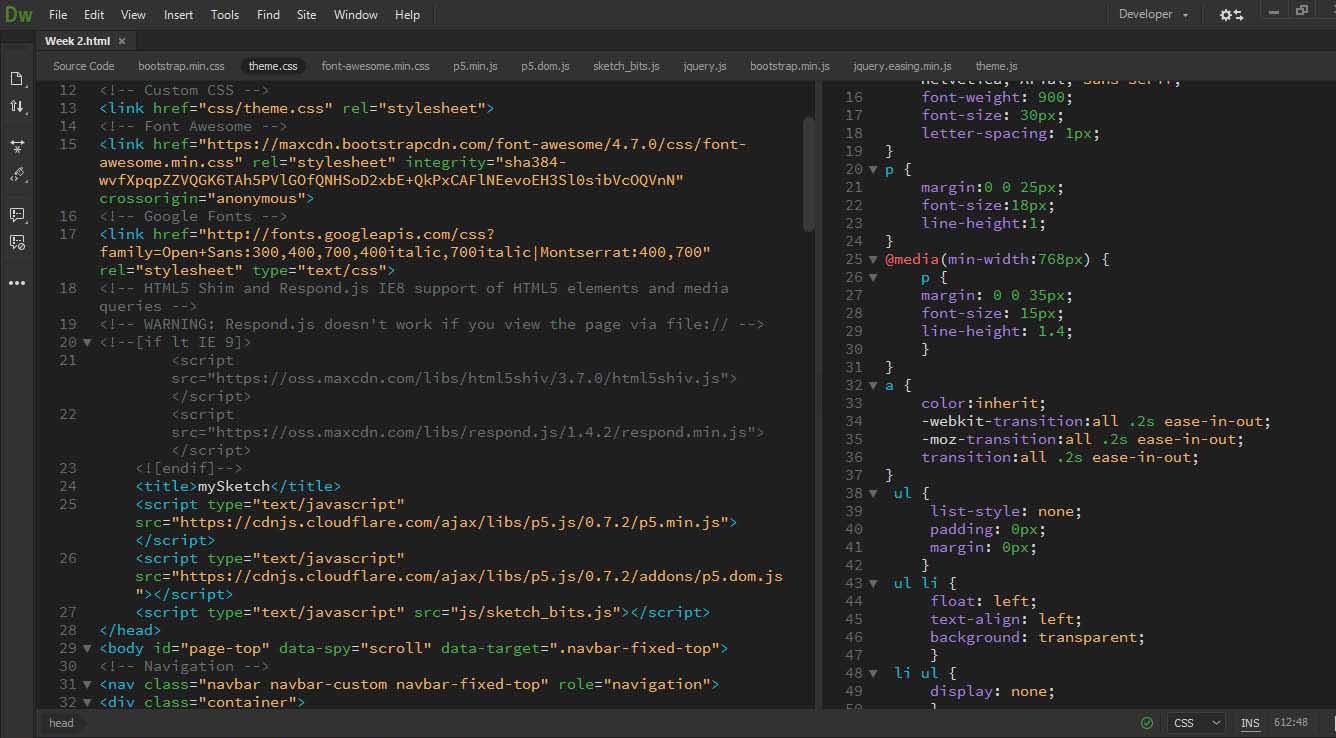 Dw File Edit View Insert Tools Find Site Window Help Developer
Week 2.html ×
Source Code bootstrap.min.css theme.css font-awesome.min.css p5.min.js p5.dom.js sketch_bits.js jquery.js bootstrap.min.js jquery.easing.min.js theme.js
12 <!-- Custom CSS -->
13 <link href="css/theme.css" rel="stylesheet">
14 <!-- Font Awesome -->
15 <link href="https://maxcdn.bootstrapcdn.com/font-awesome/4.7.0/css/font-
awesome.min.css" rel="stylesheet" integrity="sha384-
wvfXpqpZZVQGK6TAh5PVlGOfQNHSoD2xbE+QkPxCAFlNEevoEH3Sl0sibVcOQVnN"
crossorigin="anonymous">
16 <!-- Google Fonts -->
17 <link href="http://fonts.googleapis.com/css?
family=Open+Sans:300,400,700,400italic,700italic|Montserrat:400,700"
rel="stylesheet" type="text/css">
18 <!-- HTML5 Shim and Respond.js IE8 support of HTML5 elements and media
queries -->
19 <!-- WARNING: Respond.js doesn't work if you view the page via file:// -->
20 <!--[if lt IE 9]>
21 <script
src="https://oss.maxcdn.com/libs/html5shiv/3.7.0/html5shiv.js">
</script>
22 <script
src="https://oss.maxcdn.com/libs/respond.js/1.4.2/respond.min.js">
</script>
23 <![endif]-->
24 <title>mySketch</title>
25 <script type="text/javascript"
src="https://cdnjs.cloudflare.com/ajax/libs/p5.js/0.7.2/p5.min.js">
</script>
26 <script type="text/javascript"
src="https://cdnjs.cloudflare.com/ajax/libs/p5.js/0.7.2/addons/p5.dom.js
"></script>
27 <script type="text/javascript" src="js/sketch_bits.js"></script>
28 </head>
29 <body id="page-top" data-spy="scroll" data-target=".navbar-fixed-top">
30 <!-- Navigation -->
31 <nav class="navbar navbar-custom navbar-fixed-top" role="navigation">
32 <div class="container">
Helvetica, Arial, sans-serif;
16 font-weight: 900;
17 font-size: 30px;
18 letter-spacing: 1px;
19 }
20 p {
21 margin:0 0 25px;
22 font-size:18px;
23 line-height:1;
24 }
25 @media(min-width:768px) {
26 p {
27 margin: 0 0 35px;
28 font-size: 15px;
29 line-height: 1.4;
30 }
31 }
32 a {
33 color:inherit;
34 -webkit-transition:all .2s ease-in-out;
35 -moz-transition:all .2s ease-in-out;
36 transition:all .2s ease-in-out;
37 }
38 ul {
39 list-style: none;
40 padding: 0px;
41 margin: 0px;
42 }
43 ul li {
44 float: left;
45 text-align: left;
46 background: transparent;
47 }
48 li ul {
49 display: none;
50 }
head CSS INS 612:48